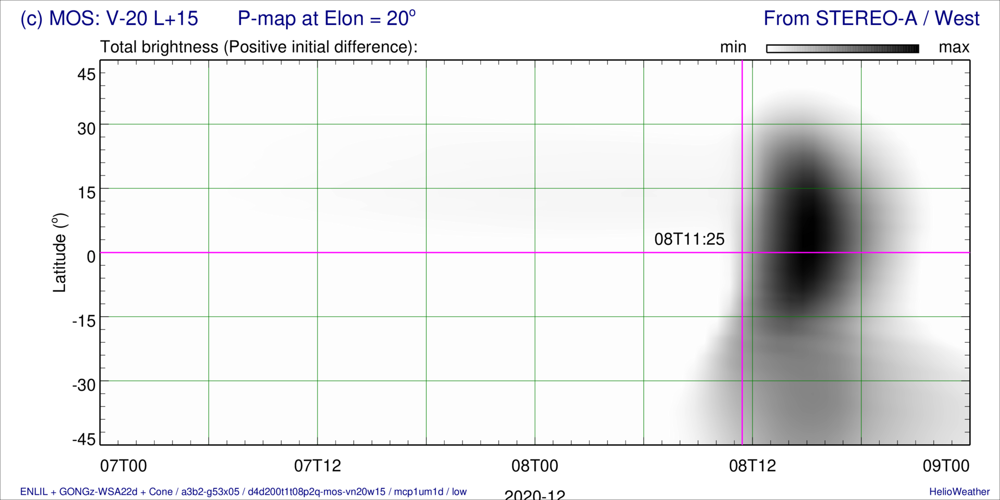 (c) MOS: V-20 L+15 P-map at Elon = 20° From STEREO-A / West
Total brightness (Positive initial difference): min max
45
30
15
0
-15
-30
-45
Latitude (°)
08T11:25
07T00 07T12 08T00 08T12 09T00
2020-12
ENLIL + GONGz-WSA22d + Cone / a3b2-g53x05 / d4d200t1t08p2q-mos-vn20w15 / mcp1um1d / low HelioWeather